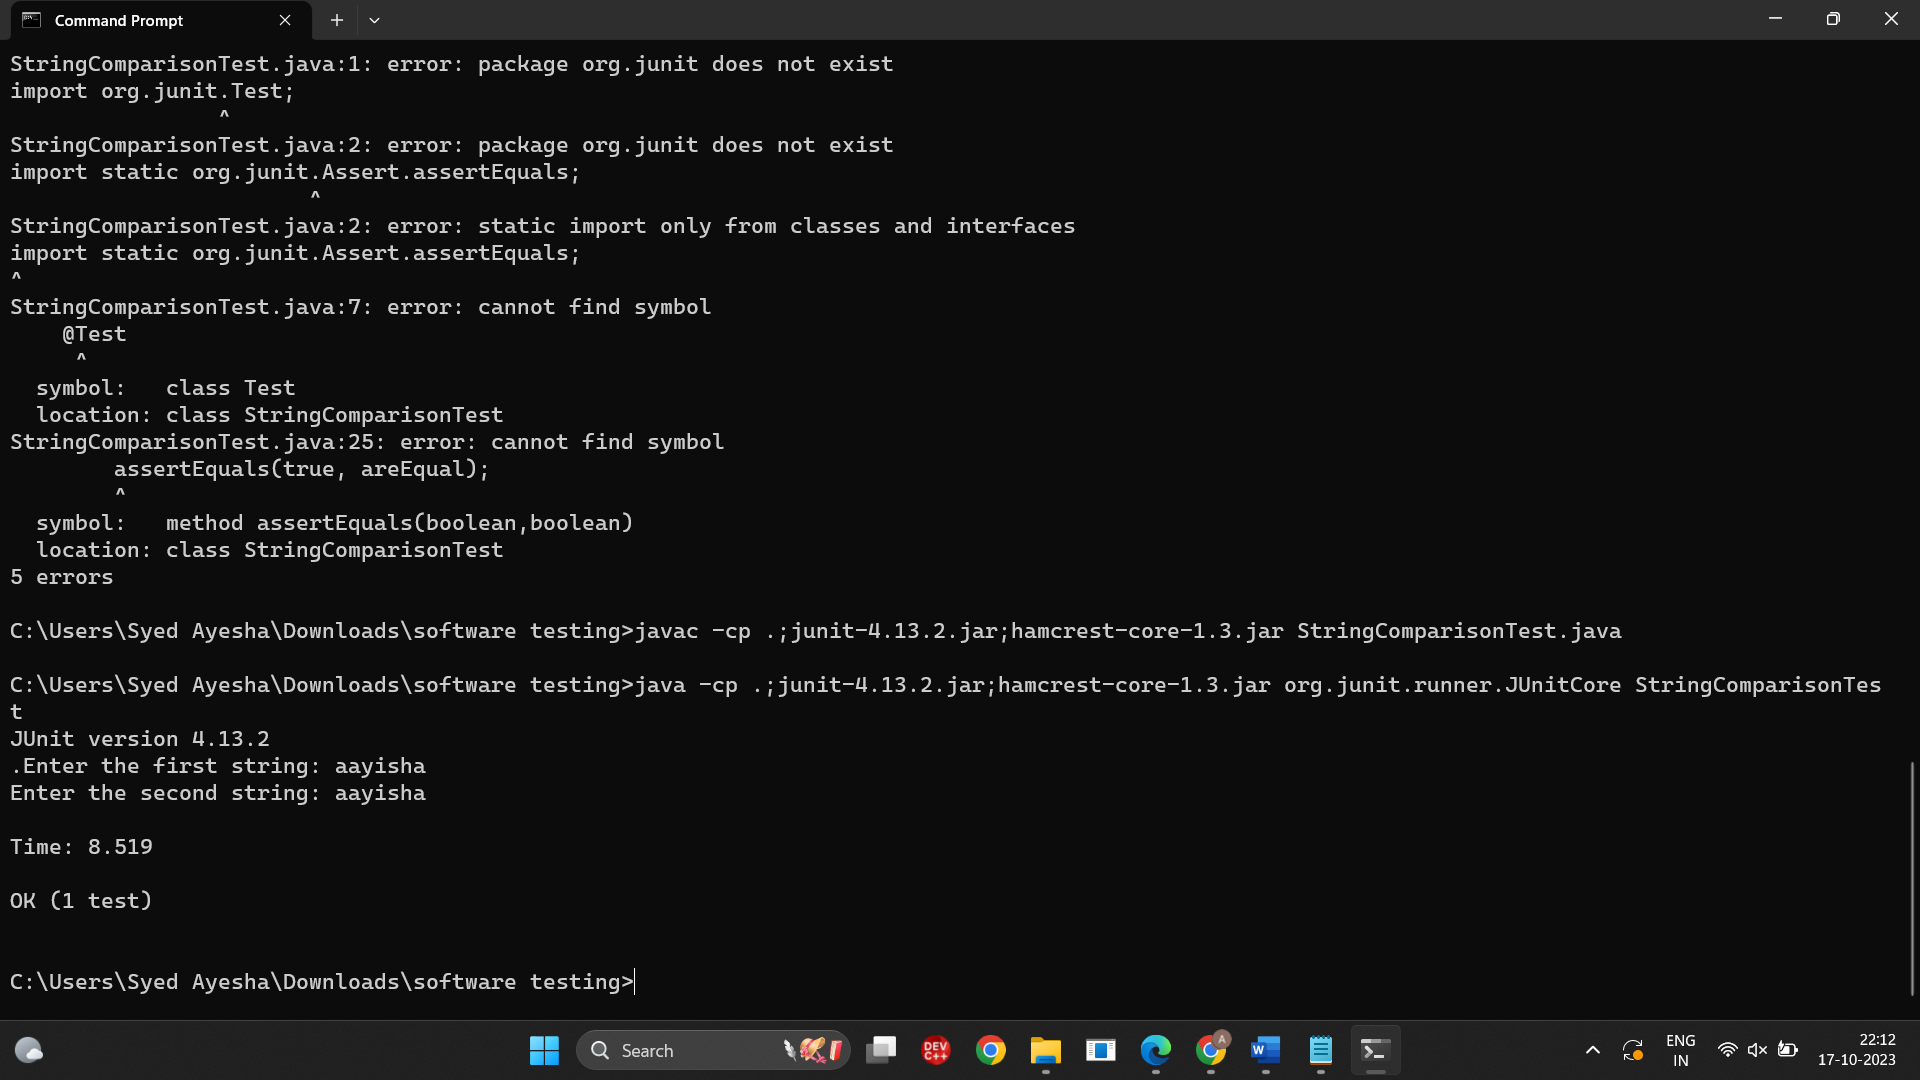 Command Prompt
StringComparisonTest.java:1: error: package org.junit does not exist
import org.junit.Test;
                ^
StringComparisonTest.java:2: error: package org.junit does not exist
import static org.junit.Assert.assertEquals;
                       ^
StringComparisonTest.java:2: error: static import only from classes and interfaces
import static org.junit.Assert.assertEquals;
^
StringComparisonTest.java:7: error: cannot find symbol
    @Test
     ^
  symbol:   class Test
  location: class StringComparisonTest
StringComparisonTest.java:25: error: cannot find symbol
        assertEquals(true, areEqual);
        ^
  symbol:   method assertEquals(boolean,boolean)
  location: class StringComparisonTest
5 errors
C:\Users\Syed Ayesha\Downloads\software testing>javac -cp .;junit-4.13.2.jar;hamcrest-core-1.3.jar StringComparisonTest.java
C:\Users\Syed Ayesha\Downloads\software testing>java -cp .;junit-4.13.2.jar;hamcrest-core-1.3.jar org.junit.runner.JUnitCore StringComparisonTes
t
JUnit version 4.13.2
.Enter the first string: aayisha
Enter the second string: aayisha
Time: 8.519
OK (1 test)
C:\Users\Syed Ayesha\Downloads\software testing>
Search
DEV
C++
A
W
ENG
IN
22:12
17-10-2023